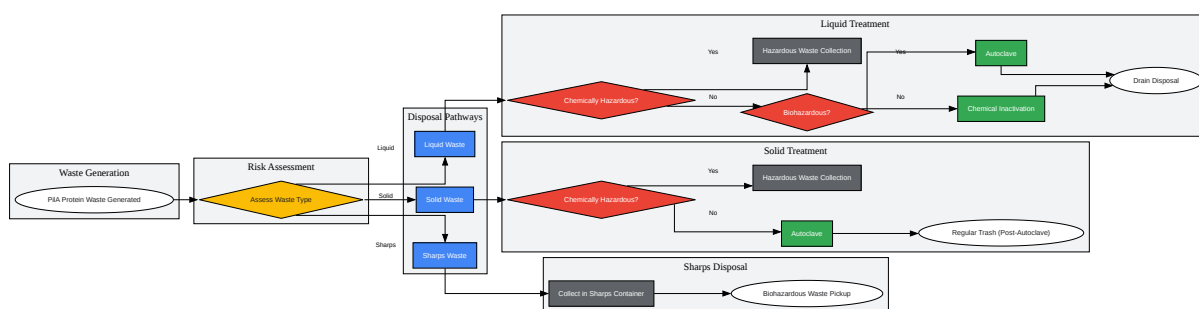 Waste Generation
PilA Protein Waste Generated
Risk Assessment
Assess Waste Type
Liquid
Solid
Sharps
Disposal Pathways
Liquid Waste
Solid Waste
Sharps Waste
Liquid Treatment
Chemically Hazardous?
Yes
No
Hazardous Waste Collection
Biohazardous?
Yes
No
Autoclave
Chemical Inactivation
Drain Disposal
Solid Treatment
Chemically Hazardous?
Yes
No
Hazardous Waste Collection
Autoclave
Regular Trash (Post-Autoclave)
Sharps Disposal
Collect in Sharps Container
Biohazardous Waste Pickup